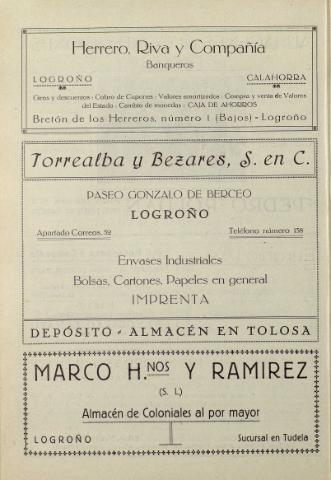 Herrero, Riva y Compañía
Banqueros
LOGROÑO CALAHORRA
Giros y descuentos : Cobro de Cupones : Valores amortizados : Compra y venta de Valores
del Estado : Cambio de monedas : CAJA DE AHORROS
Bretón de los Herreros, número 1 (Bajos) - Logroño
Torrealba y Bezares, S. en C.
PASEO GONZALO DE BERCEO
LOGROÑO
Apartado Correos, 52 Teléfono número 158
Envases Industriales
Bolsas, Cartones, Papeles en general
IMPRENTA
DEPÓSITO - ALMACÉN EN TOLOSA
MARCO H.NOS Y RAMIREZ
(S. L.)
Almacén de Coloniales al por mayor
LOGROÑO Sucursal en Tudela